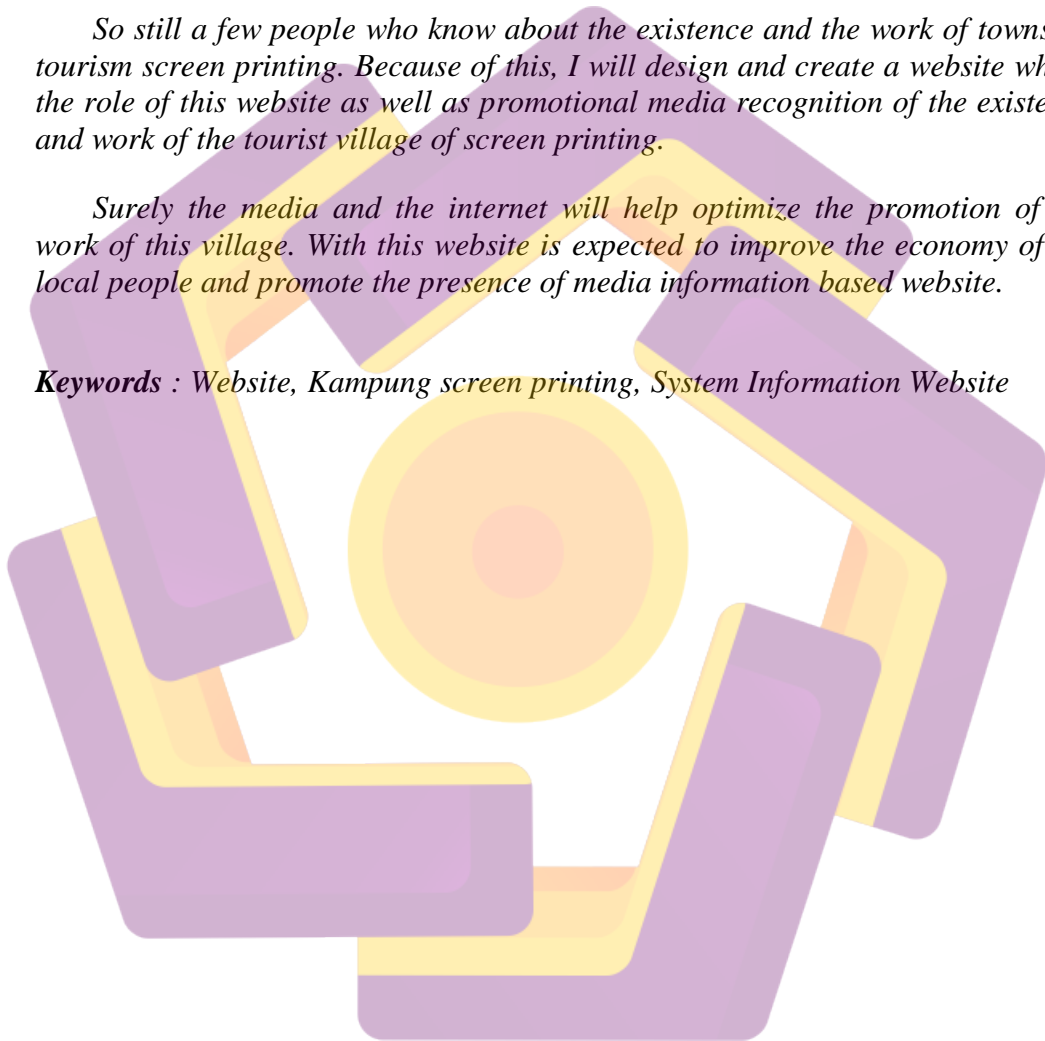 So still a few people who know about the existence and the work of towns
tourism screen printing. Because of this, I will design and create a website wh
the role of this website as well as promotional media recognition of the existe
and work of the tourist village of screen printing.
Surely the media and the internet will help optimize the promotion of
work of this village. With this website is expected to improve the economy of
local people and promote the presence of media information based website.
Keywords : Website, Kampung screen printing, System Information Website